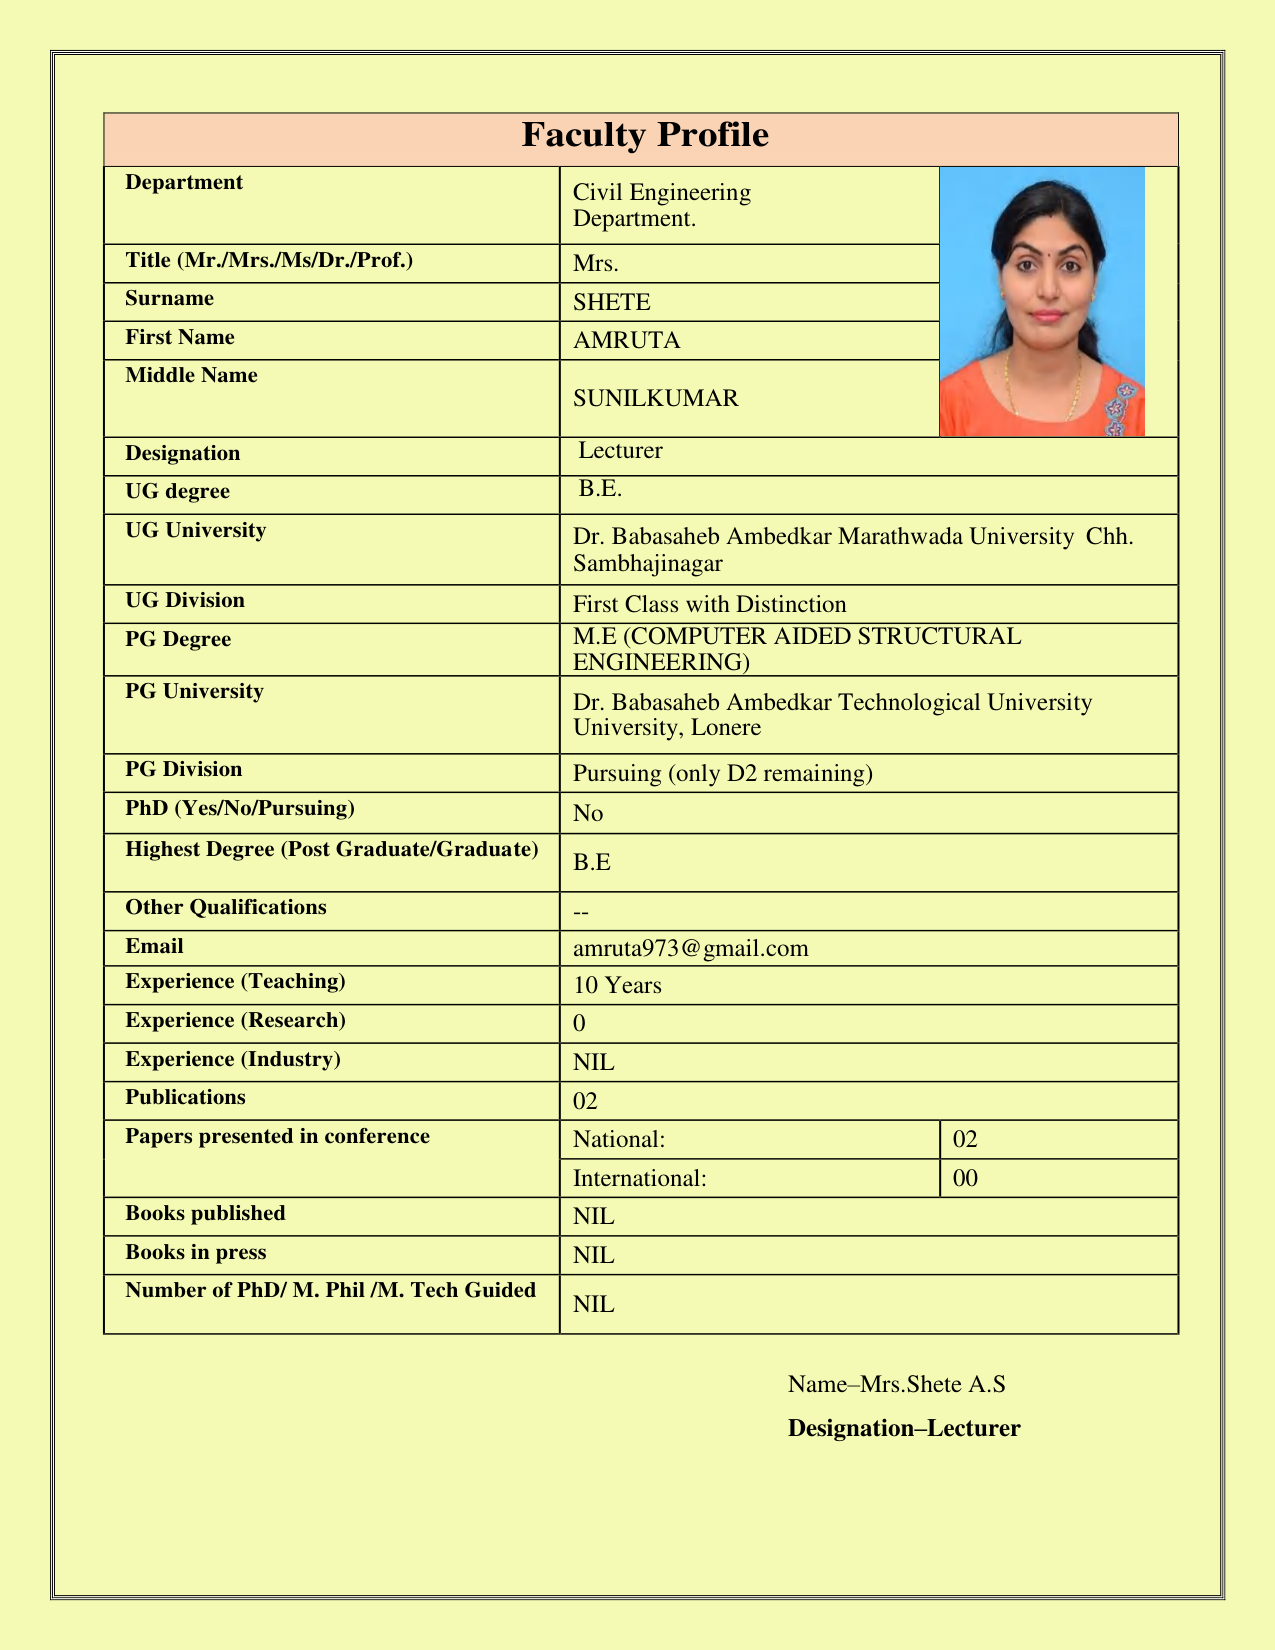 Faculty Profile
Department
Civil Engineering
Department.
Title (Mr./Mrs./Ms/Dr./Prof.)
Mrs.
Surname
SHETE
First Name
AMRUTA
Middle Name
SUNILKUMAR
Designation
Lecturer
UG degree
B.E.
UG University
Dr. Babasaheb Ambedkar Marathwada University  Chh.
Sambhajinagar
UG Division
First Class with Distinction
PG Degree
M.E (COMPUTER AIDED STRUCTURAL
ENGINEERING)
PG University
Dr. Babasaheb Ambedkar Technological University
University, Lonere
PG Division
Pursuing (only D2 remaining)
PhD (Yes/No/Pursuing)
No
Highest Degree (Post Graduate/Graduate)
B.E
Other Qualifications
--
Email
amruta973@gmail.com
Experience (Teaching)
10 Years
Experience (Research)
0
Experience (Industry)
NIL
Publications
02
Papers presented in conference
National:
02
International:
00
Books published
NIL
Books in press
NIL
Number of PhD/ M. Phil /M. Tech Guided
NIL
Name–Mrs.Shete A.S
Designation–Lecturer